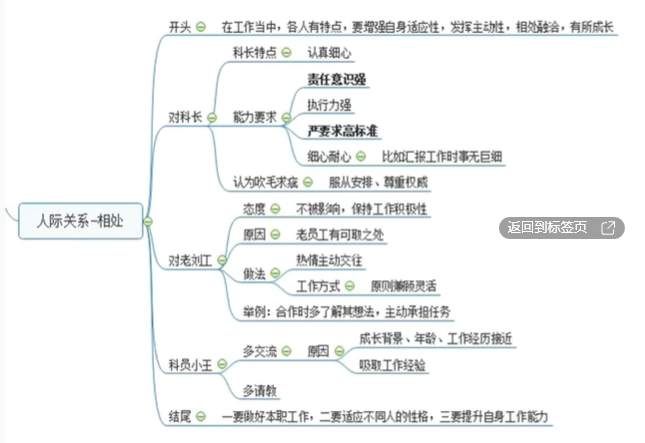 人际关系-相处
开头
在工作当中，各人有特点，要增强自身适应性，发挥主动性，相处融洽，有所成长
对科长
科长特点
认真细心
能力要求
责任意识强
执行力强
严要求高标准
细心耐心
比如汇报工作时事无巨细
认为吹毛求疵
服从安排、尊重权威
对老刘工
态度
不被影响，保持工作积极性
原因
老员工有可取之处
做法
热情主动交往
工作方式
原则兼顾灵活
举例：合作时多了解其想法，主动承担任务
科员小王
多交流
原因
成长背景、年龄、工作经历接近
吸取工作经验
多请教
结尾
一要做好本职工作，二要适应不同人的性格，三要提升自身工作能力
返回到标签页